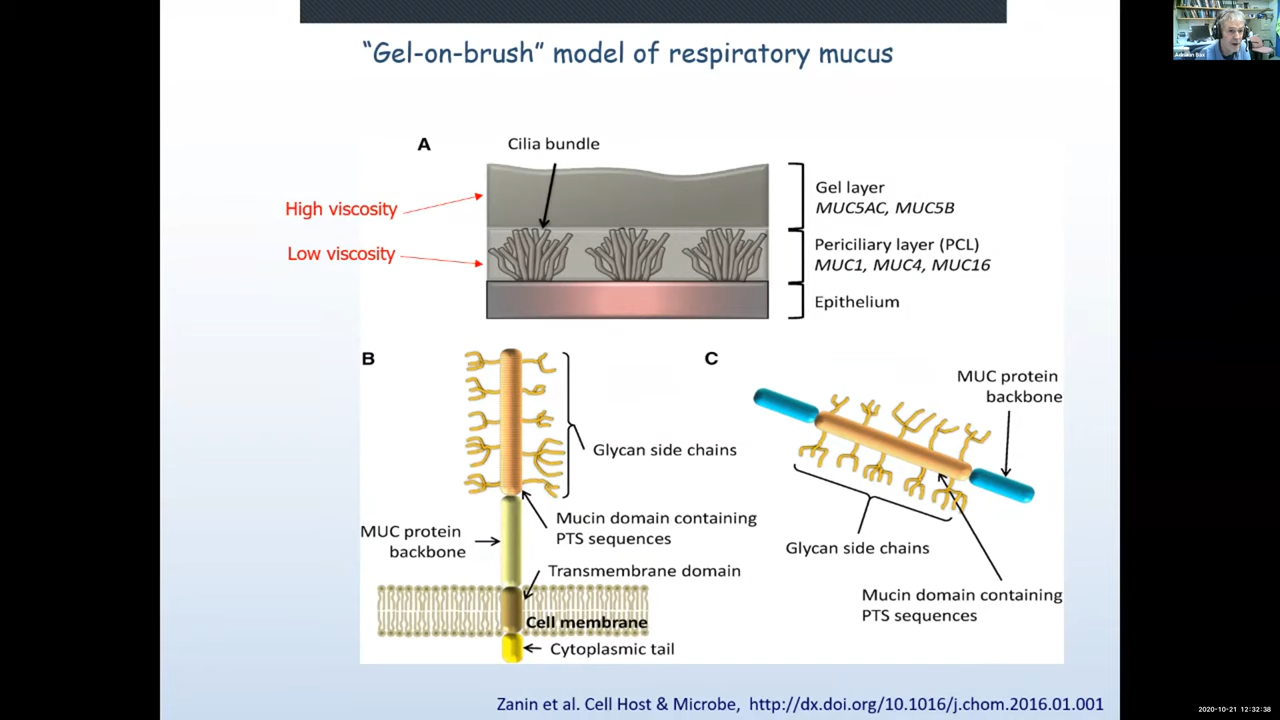 “Gel-on-brush” model of respiratory mucus
A
Cilia bundle
High viscosity
Low viscosity
Gel layer
MUC5AC, MUC5B
Periciliary layer (PCL)
MUC1, MUC4, MUC16
Epithelium
B
Glycan side chains
Mucin domain containing
PTS sequences
MUC protein
backbone
Transmembrane domain
Cell membrane
Cytoplasmic tail
C
MUC protein
backbone
Glycan side chains
Mucin domain containing
PTS sequences
Zanin et al. Cell Host & Microbe, http://dx.doi.org/10.1016/j.chom.2016.01.001
2020-10-21 12:32:38